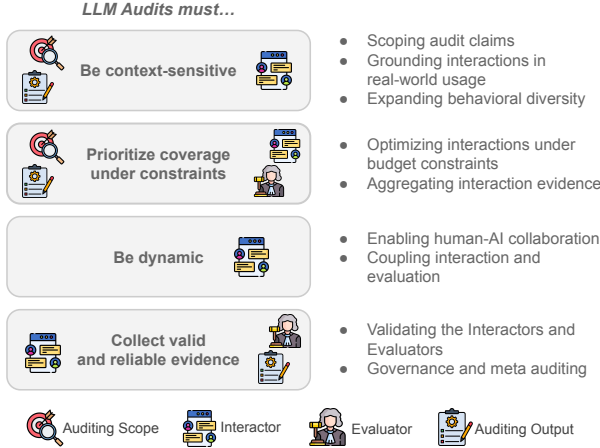 LLM Audits must...
Be context-sensitive
● Scoping audit claims
● Grounding interactions in
real-world usage
● Expanding behavioral diversity
Prioritize coverage
under constraints
● Optimizing interactions under
budget constraints
● Aggregating interaction evidence
Be dynamic
● Enabling human-AI collaboration
● Coupling interaction and
evaluation
Collect valid
and reliable evidence
● Validating the Interactors and
Evaluators
● Governance and meta auditing
Auditing Scope
Interactor
Evaluator
Auditing Output